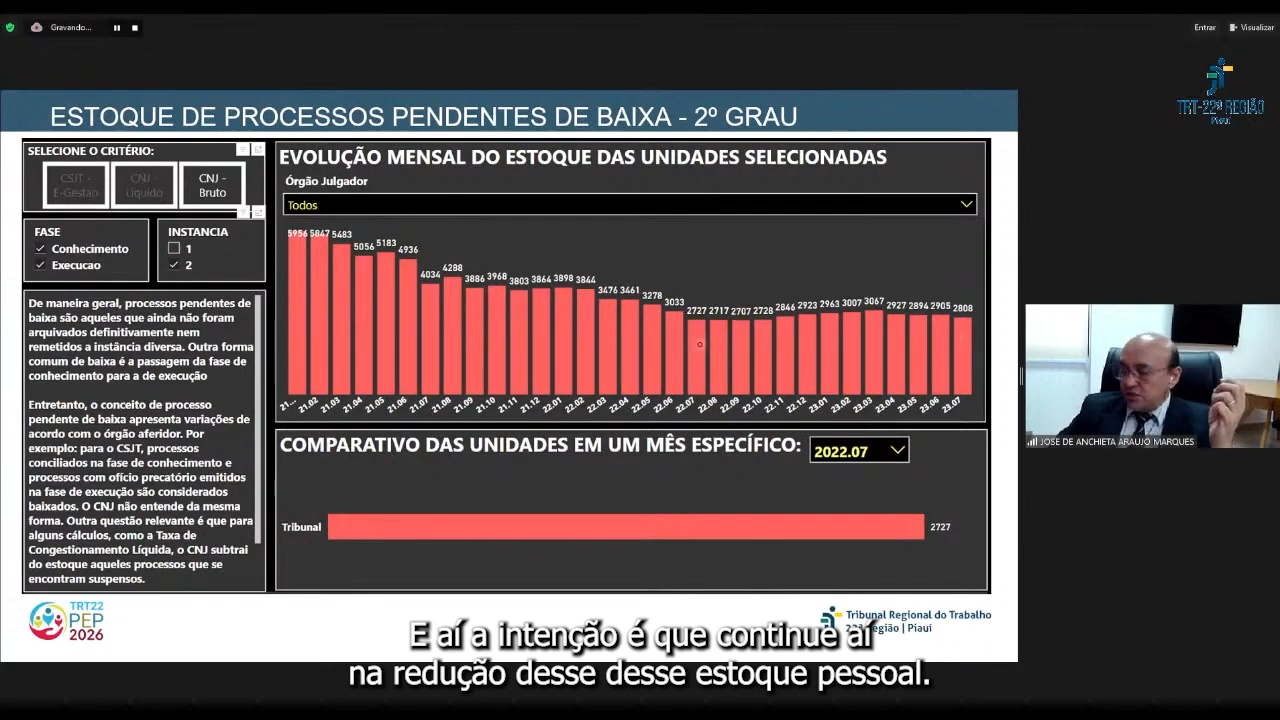 Gravando...
Entrar
Visualizar
TRT-22ª REGIÃO
Piauí
ESTOQUE DE PROCESSOS PENDENTES DE BAIXA - 2º GRAU
SELECIONE O CRITÉRIO:
CSJT -
E-Gestão
CNJ -
Líquido
CNJ -
Bruto
FASE
Conhecimento
Execucao
INSTANCIA
1
2
De maneira geral, processos pendentes de
baixa são aqueles que ainda não foram
arquivados definitivamente nem
remetidos a instância diversa. Outra forma
comum de baixa é a passagem da fase de
conhecimento para a de execução
Entretanto, o conceito de processo
pendente de baixa apresenta variações de
acordo com o órgão aferidor. Por
exemplo: para o CSJT, processos
conciliados na fase de conhecimento e
processos com ofício precatório emitidos
na fase de execução são considerados
baixados. O CNJ não entende da mesma
forma. Outra questão relevante é que para
alguns cálculos, como a Taxa de
Congestionamento Líquida, o CNJ subtrai
do estoque aqueles processos que se
encontram suspensos.
EVOLUÇÃO MENSAL DO ESTOQUE DAS UNIDADES SELECIONADAS
Órgão Julgador
Todos
5956 5847 5483 5056 5183 4936 4034 4288 3886 3968 3803 3864 3898 3844 3476 3461 3278 3033 2727 2717 2707 2728 2846 2923 2963 3007 3067 2927 2894 2905 2808
21... 21.02 21.03 21.04 21.05 21.06 21.07 21.08 21.09 21.10 21.11 21.12 22.01 22.02 22.03 22.04 22.05 22.06 22.07 22.08 22.09 22.10 22.11 22.12 23.01 23.02 23.03 23.04 23.05 23.06 23.07
COMPARATIVO DAS UNIDADES EM UM MÊS ESPECÍFICO:
2022.07
Tribunal
2727
JOSE DE ANCHIETA ARAUJO MARQUES
TRT22
PEP
2026
Tribunal Regional do Trabalho
22ª Região | Piauí
E aí a intenção é que continue aí
na redução desse desse estoque pessoal.